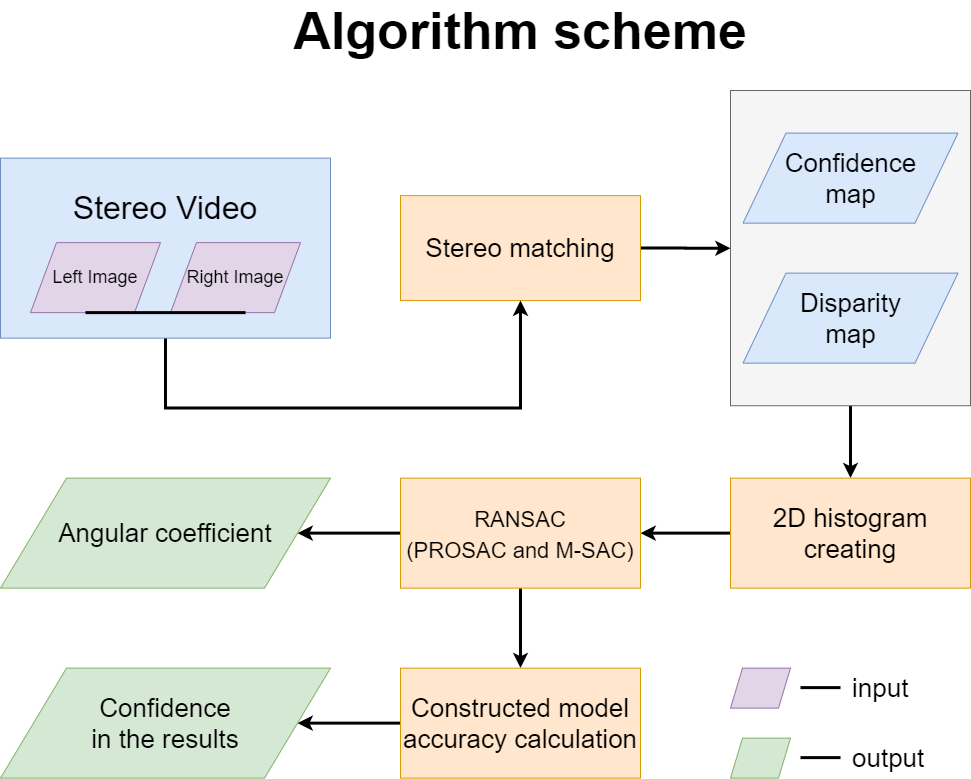 Algorithm scheme
Stereo Video
Left Image
Right Image
Stereo matching
Confidence
map
Disparity
map
2D histogram
creating
RANSAC
(PROSAC and M-SAC)
Angular coefficient
Constructed model
accuracy calculation
Confidence
in the results
input
output